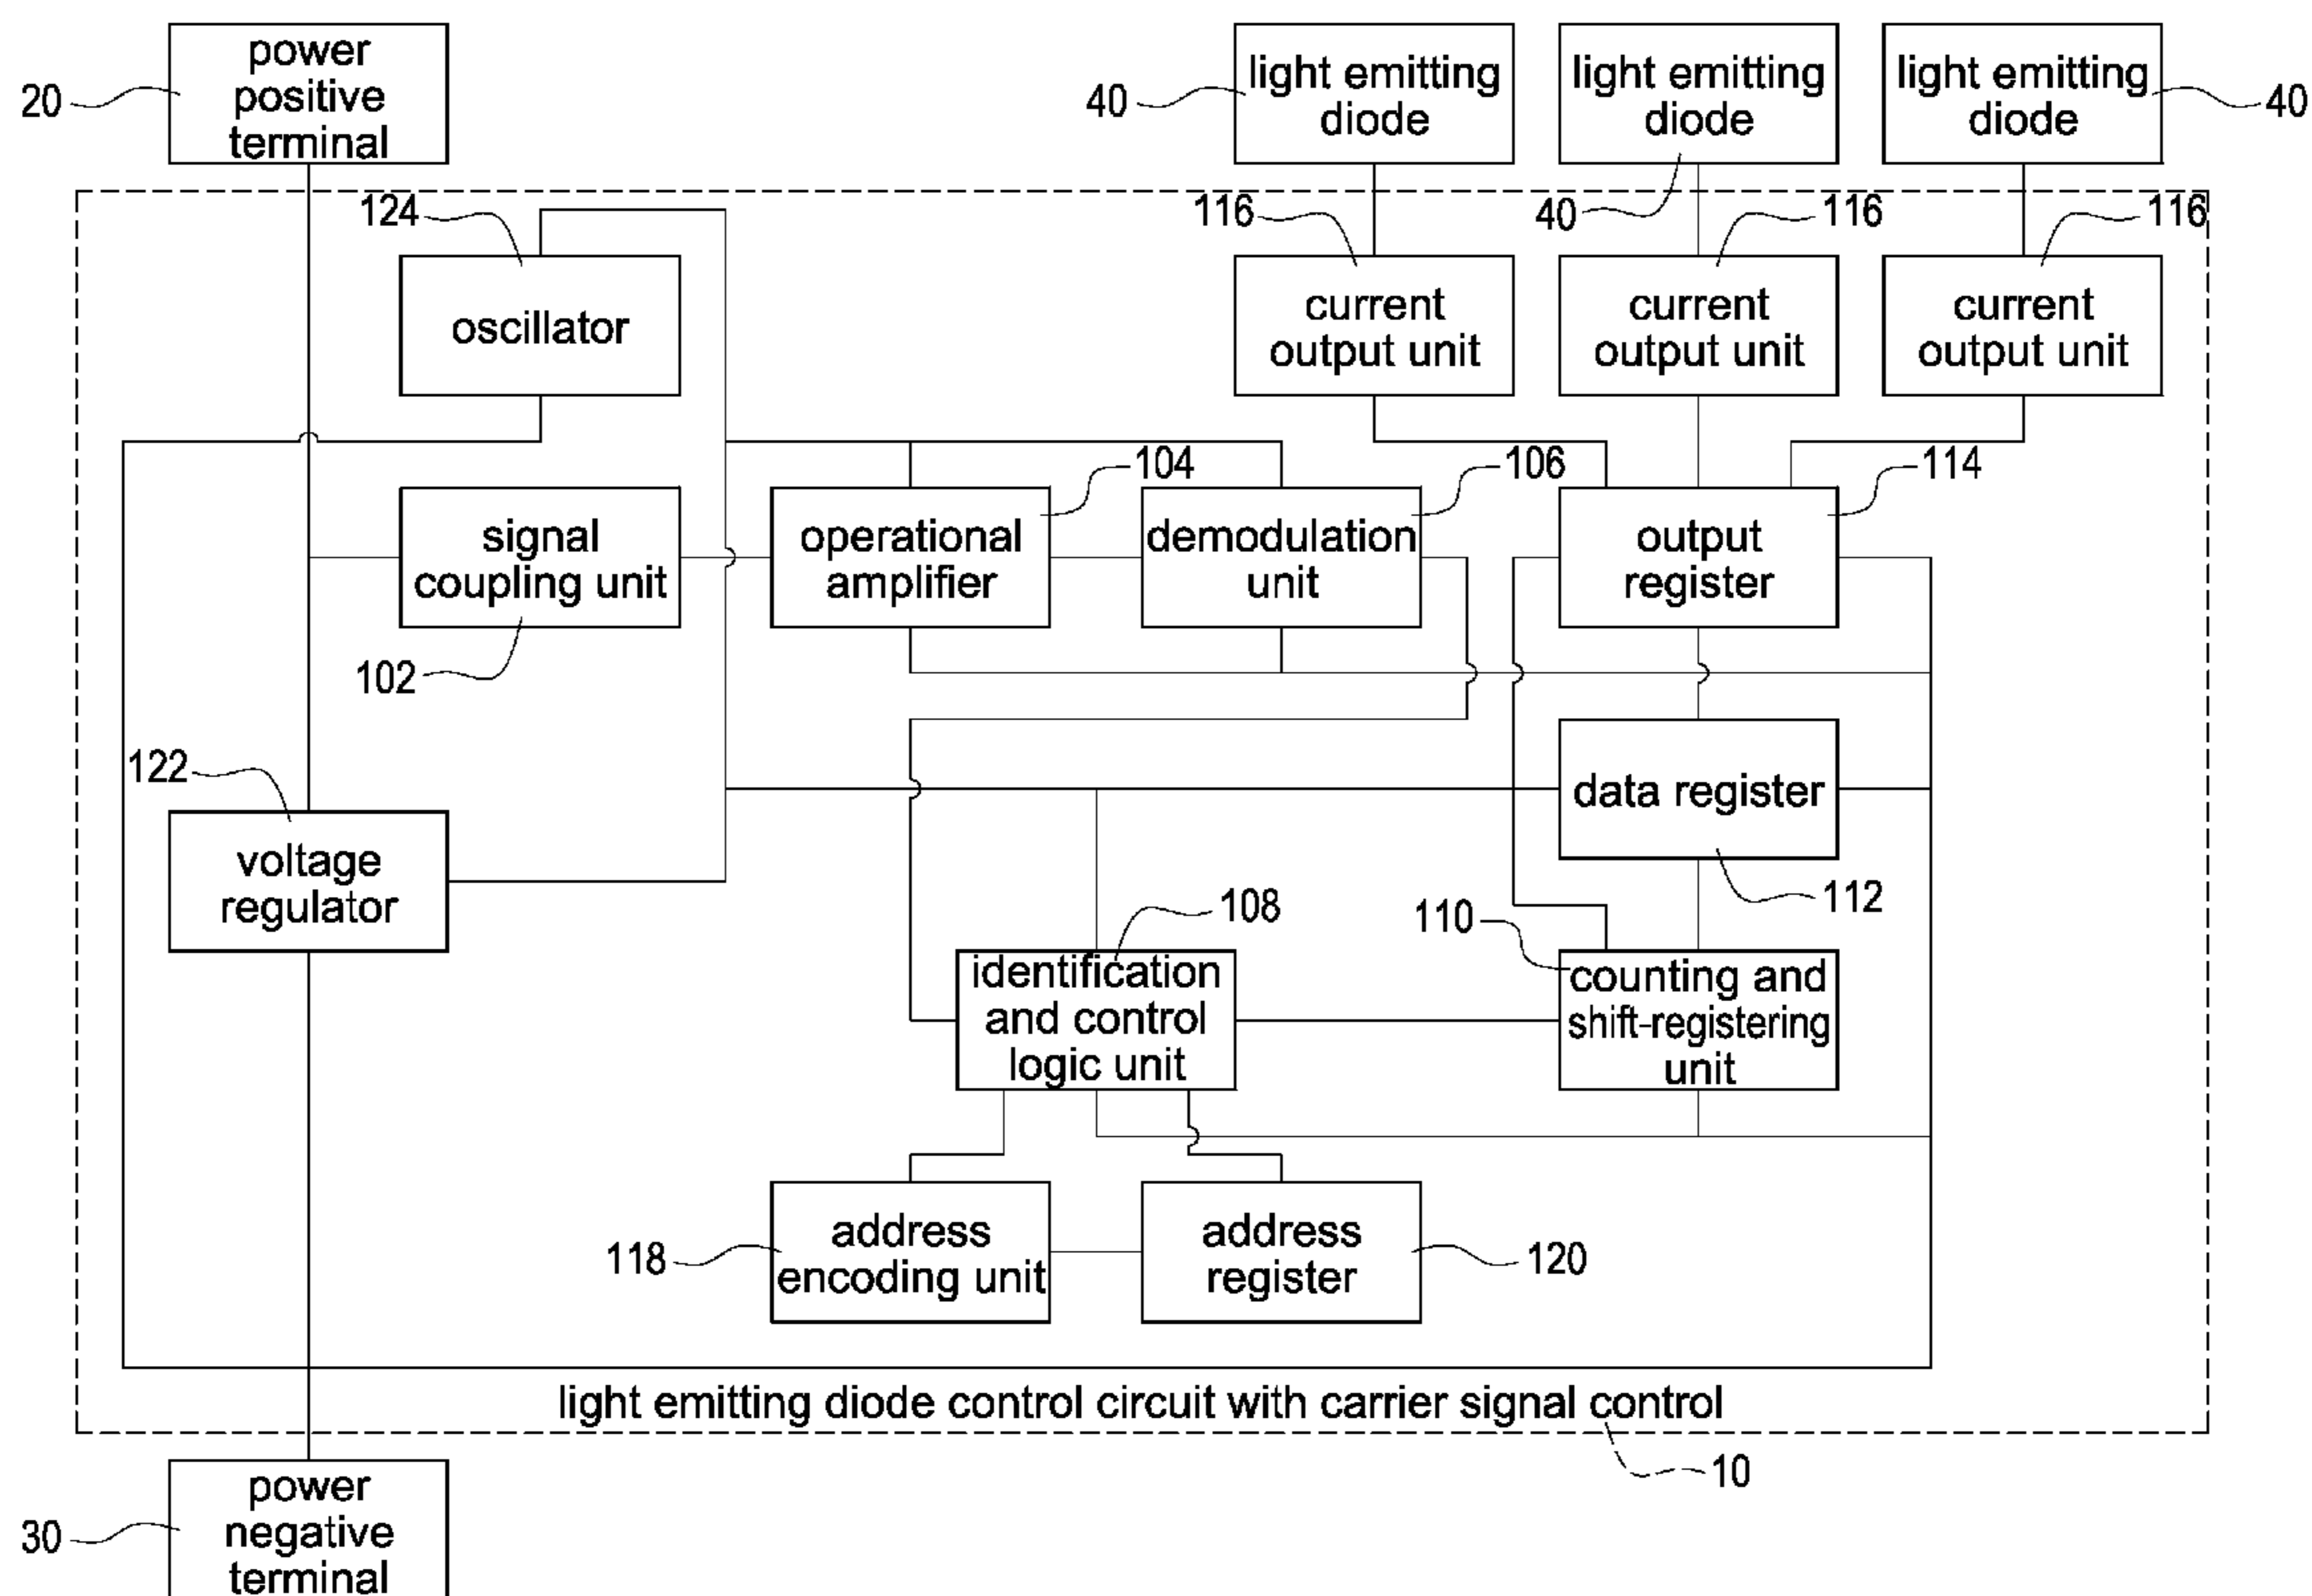 power
positive
terminal
20
light emitting
diode
40
light emitting
diode
40
light emitting
diode
40
124
oscillator
116
current
output unit
116
current
output unit
116
current
output unit
signal
coupling unit
102
operational
amplifier
104
demodulation
unit
106
output
register
114
122
voltage
regulator
data register
112
108
identification
and control
logic unit
110
counting and
shift-registering
unit
118
address
encoding unit
address
register
120
light emitting diode control circuit with carrier signal control
10
30
power
negative
terminal